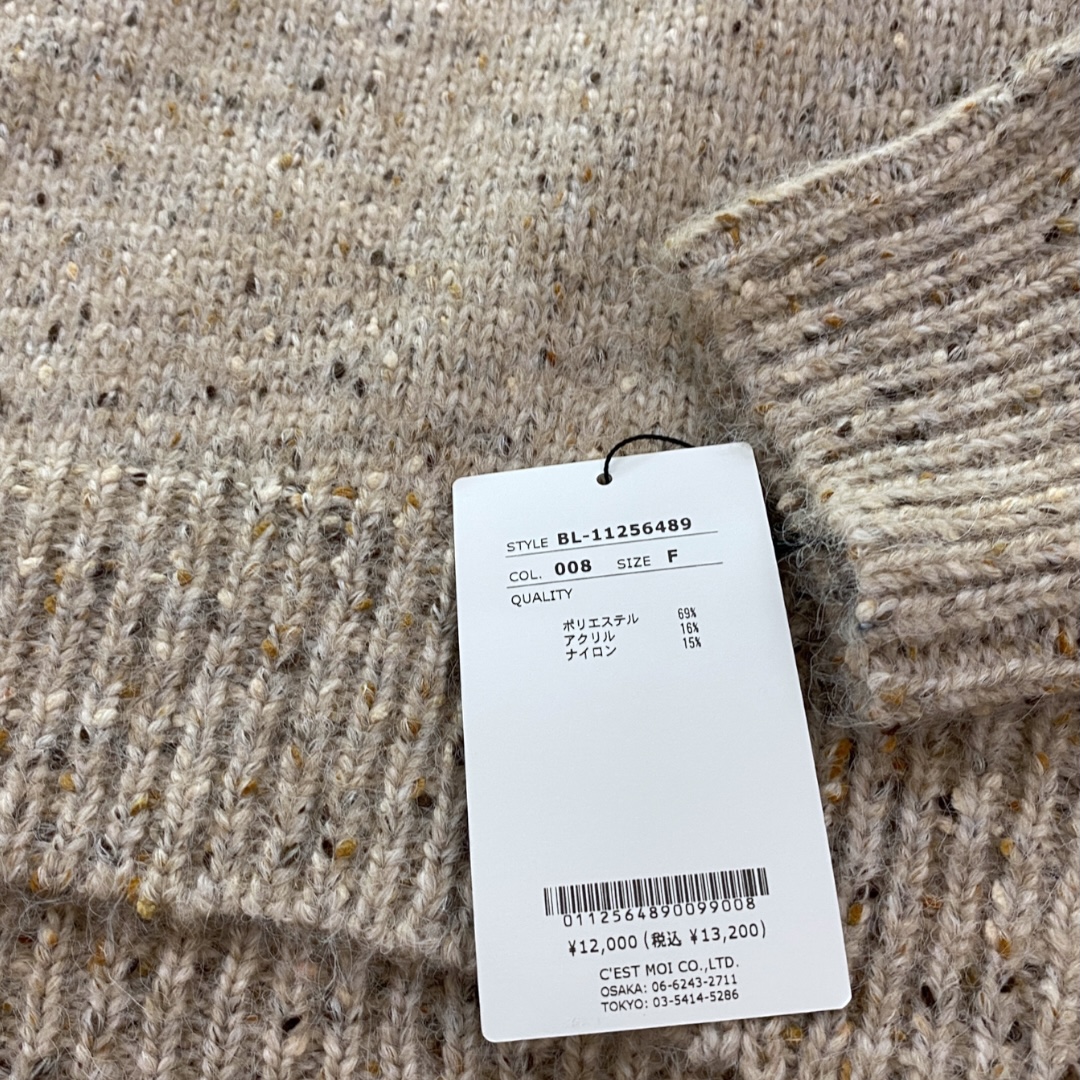 STYLE BL-11256489
COL. 008 SIZE F
QUALITY
ポリエステル 69%
アクリル 16%
ナイロン 15%
0112564890099008
¥12,000 (税込 ¥13,200)
C'EST MOI CO.,LTD.
OSAKA: 06-6243-2711
TOKYO: 03-5414-5286